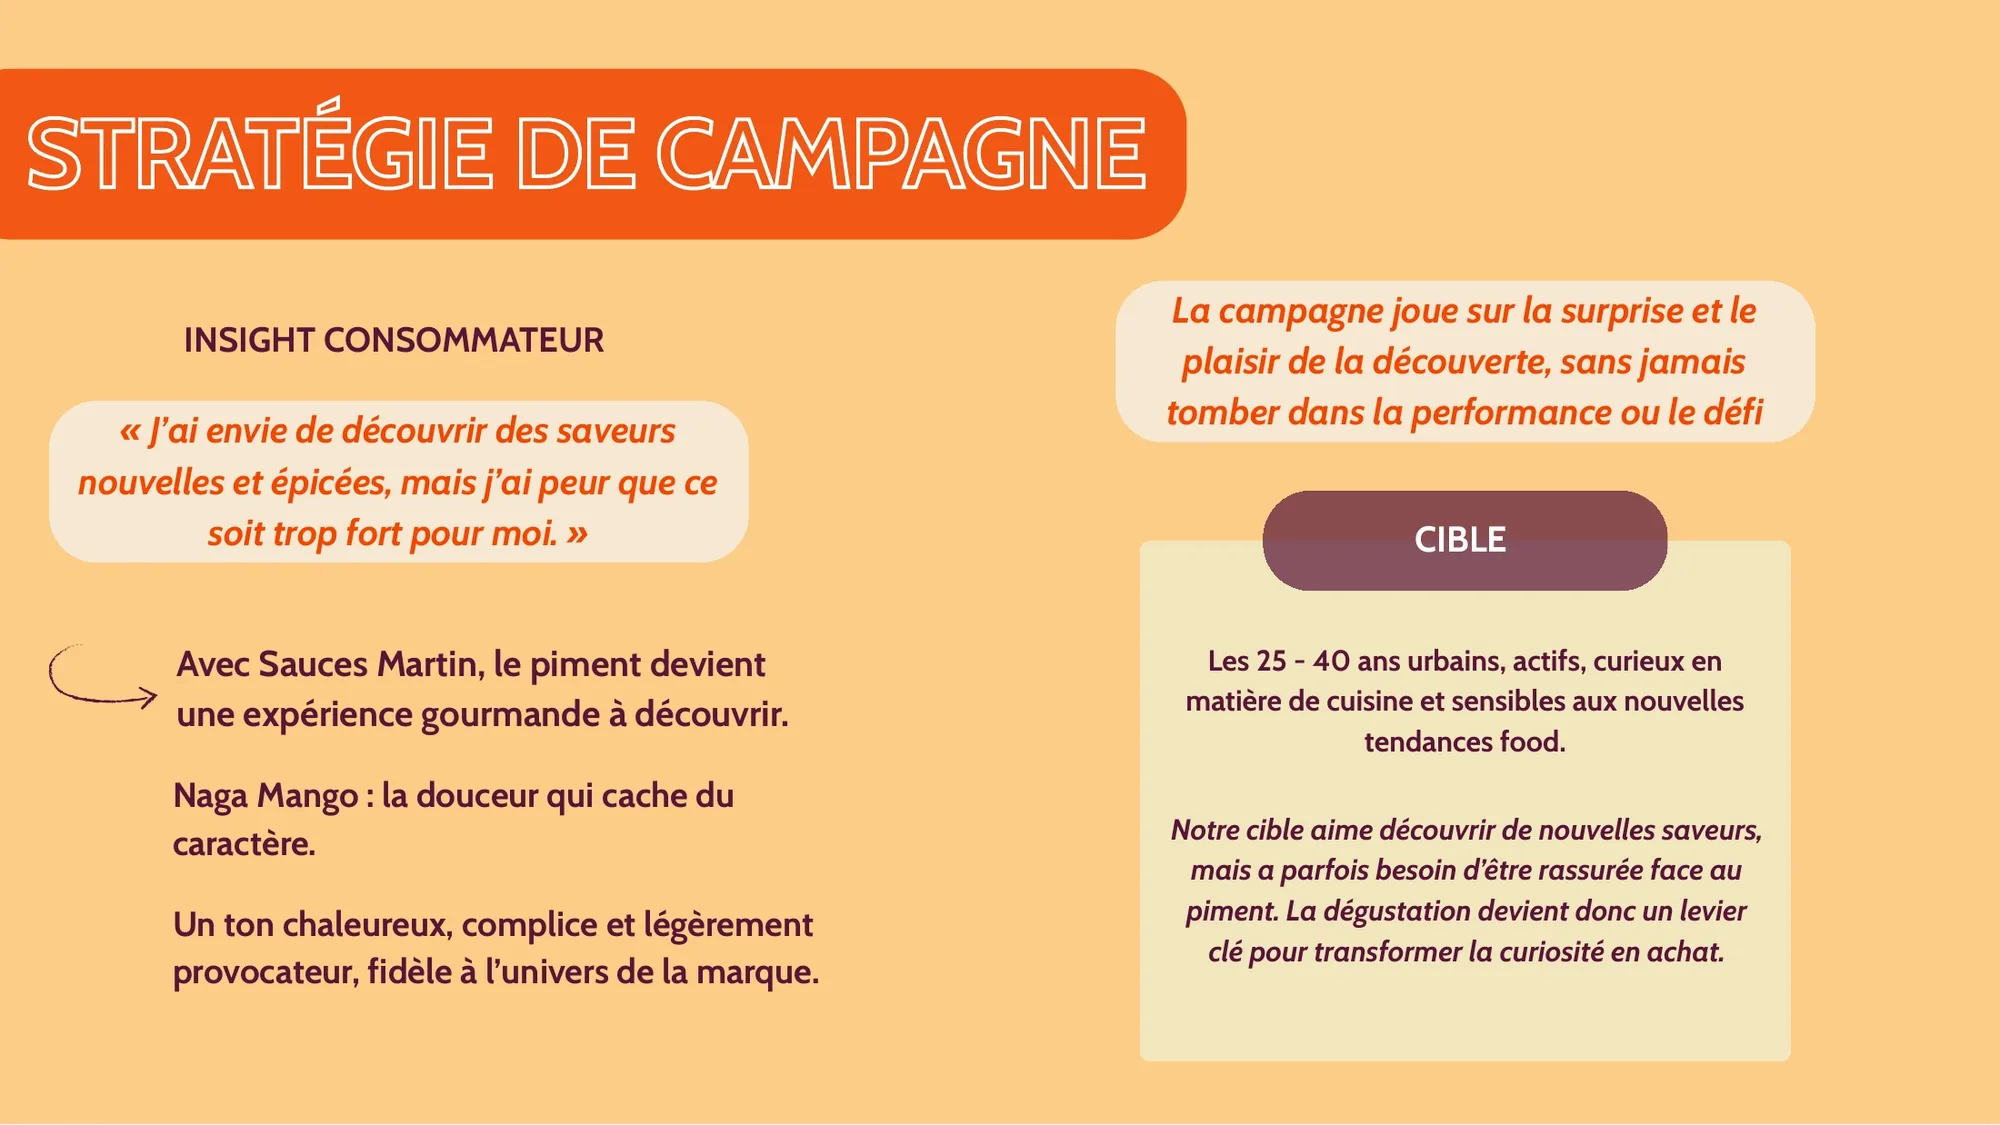 STRATÉGIE DE CAMPAGNE
INSIGHT CONSOMMATEUR
« J’ai envie de découvrir des saveurs
nouvelles et épicées, mais j’ai peur que ce
soit trop fort pour moi. »
Avec Sauces Martin, le piment devient
une expérience gourmande à découvrir.
Naga Mango : la douceur qui cache du
caractère.
Un ton chaleureux, complice et légèrement
provocateur, fidèle à l’univers de la marque.
La campagne joue sur la surprise et le
plaisir de la découverte, sans jamais
tomber dans la performance ou le défi
CIBLE
Les 25 - 40 ans urbains, actifs, curieux en
matière de cuisine et sensibles aux nouvelles
tendances food.
Notre cible aime découvrir de nouvelles saveurs,
mais a parfois besoin d’être rassurée face au
piment. La dégustation devient donc un levier
clé pour transformer la curiosité en achat.